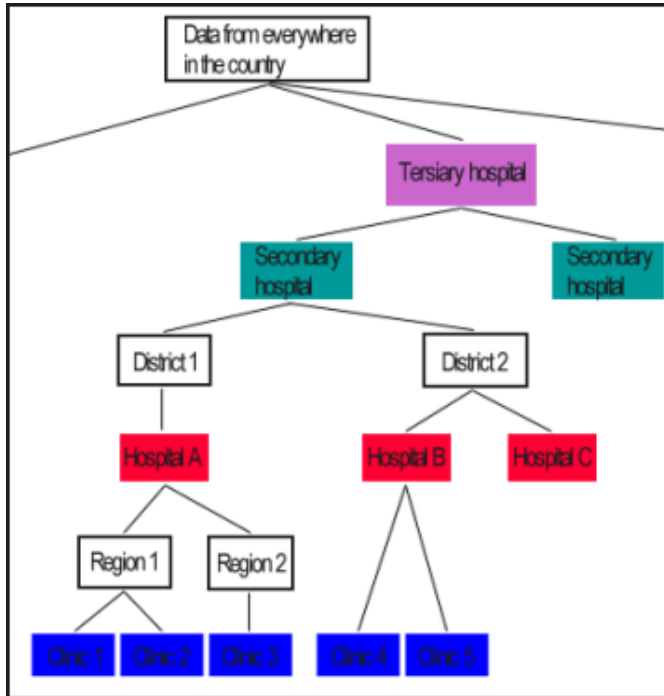 Data from everywhere
in the country
Tersiary hospital
Secondary
hospital
Secondary
hospital
District 1
District 2
Hospital A
Hospital B
Hospital C
Region 1
Region 2
Clinic 1
Clinic 2
Clinic 3
Clinic 4
Clinic 5